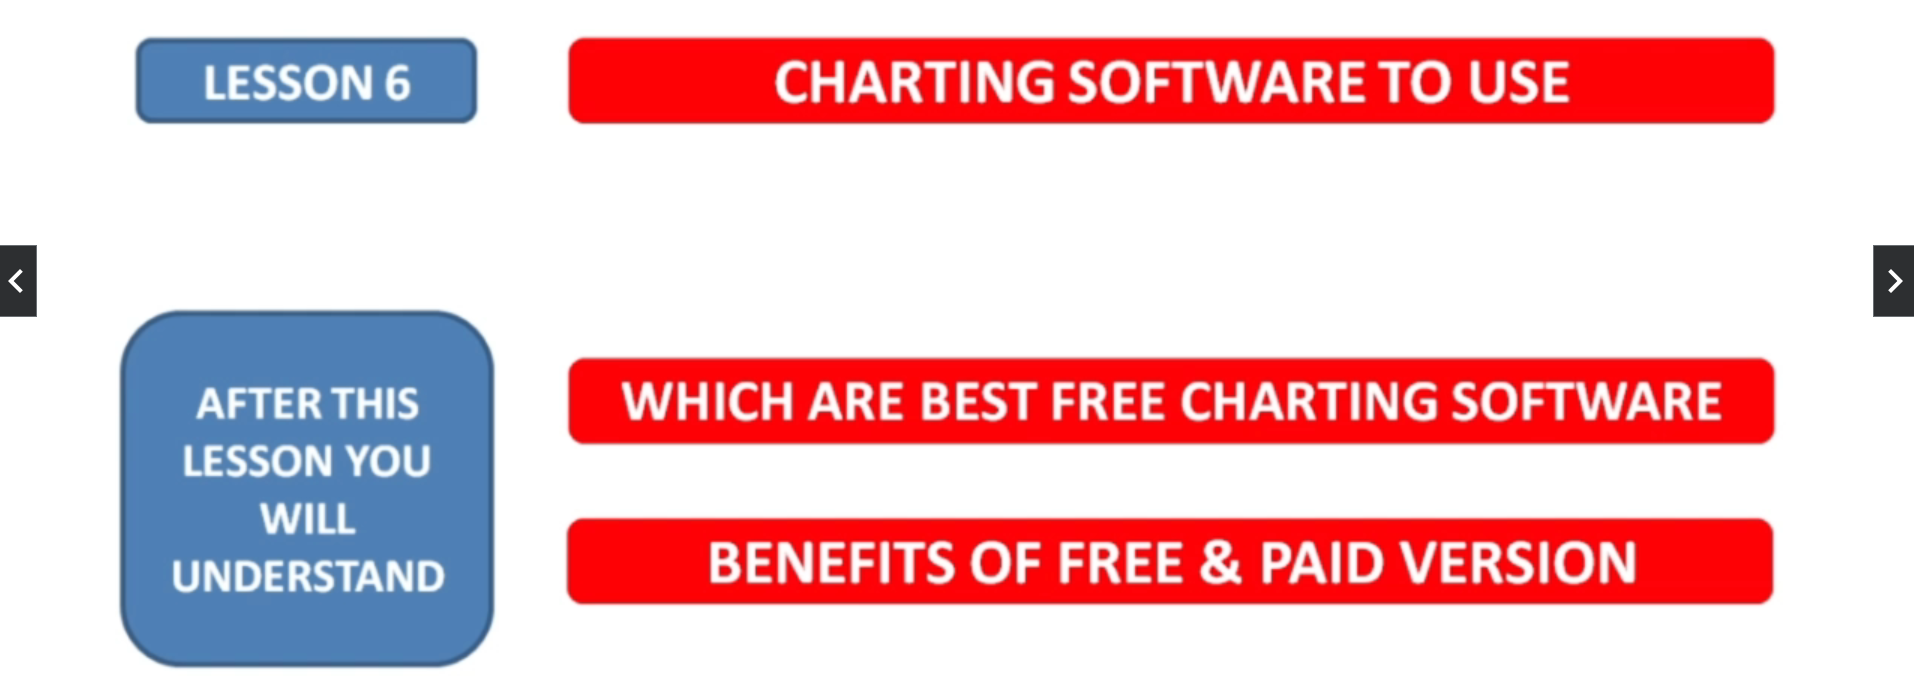 LESSON 6
CHARTING SOFTWARE TO USE
AFTER THIS
LESSON YOU
WILL
UNDERSTAND
WHICH ARE BEST FREE CHARTING SOFTWARE
BENEFITS OF FREE & PAID VERSION